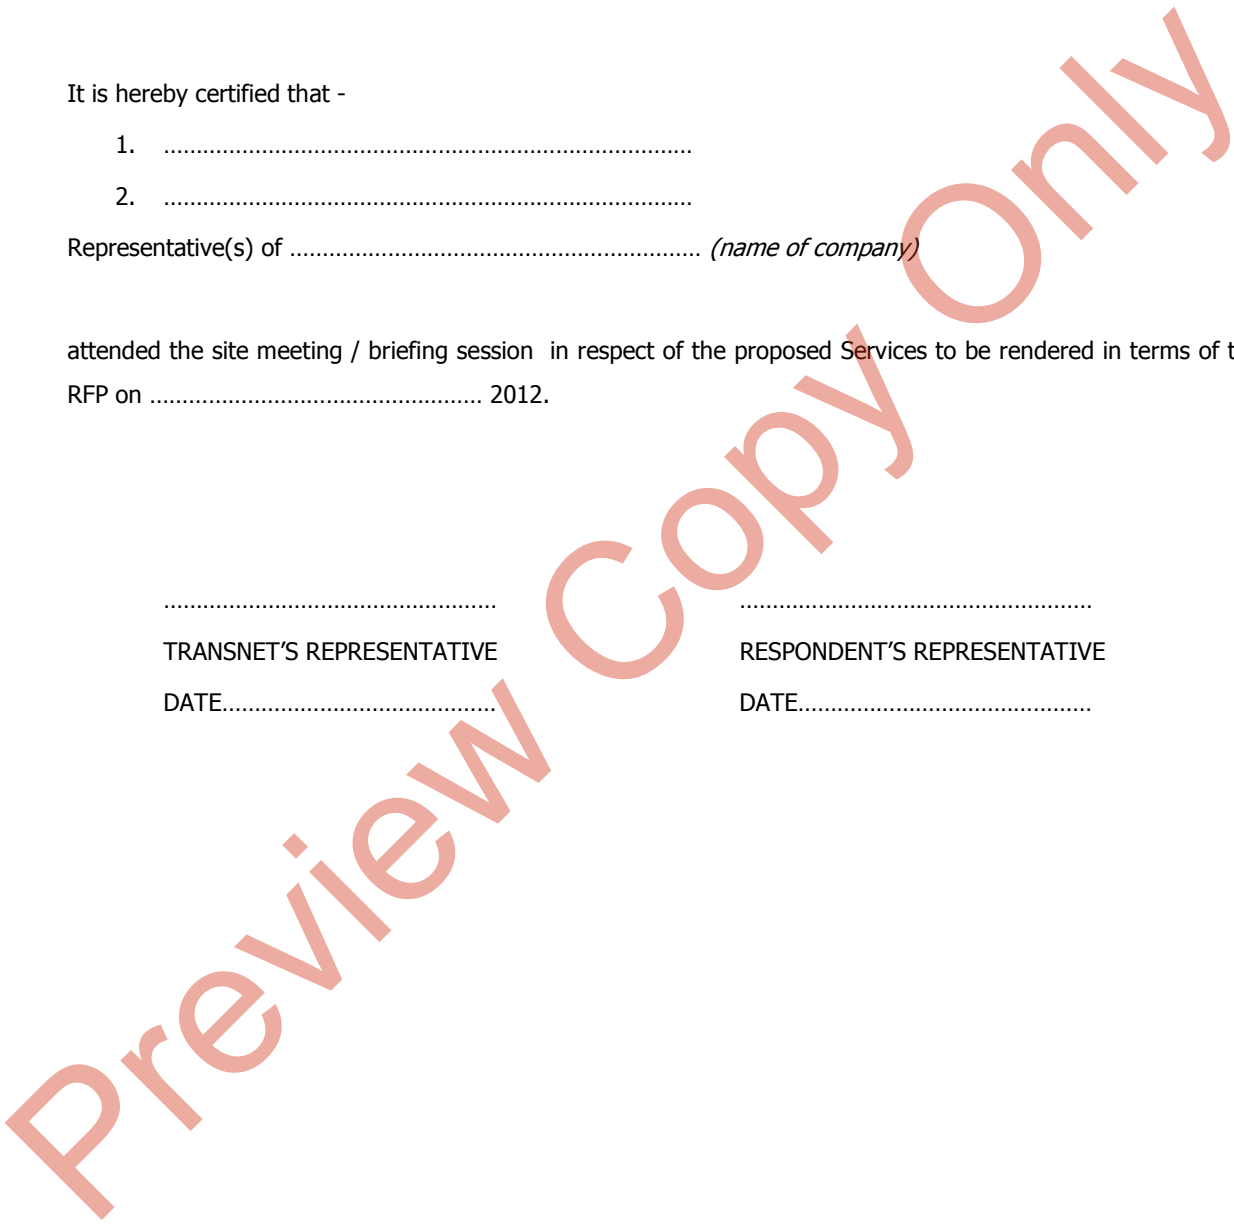 It is hereby certified that -
1. ………………………………………………………………………
2. ………………………………………………………………………
Representative(s) of ……………………………………………………… (name of company)
attended the site meeting / briefing session in respect of the proposed Services to be rendered in terms of
RFP on …………………………………………… 2012.
…………………………………………… ………………………………………………
TRANSNET’S REPRESENTATIVE RESPONDENT’S REPRESENTATIVE
DATE…………………………………… DATE………………………………………
Preview Copy Only